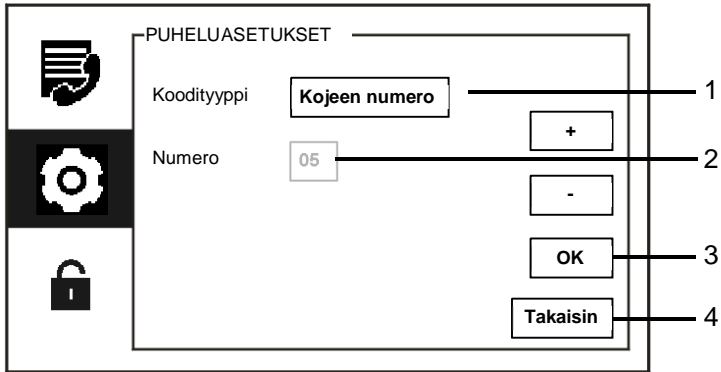 PUHELUASETUKSET
Koodityyppi
Kojeen numero
1
+
Numero
05
2
-
OK
3
Takaisin
4